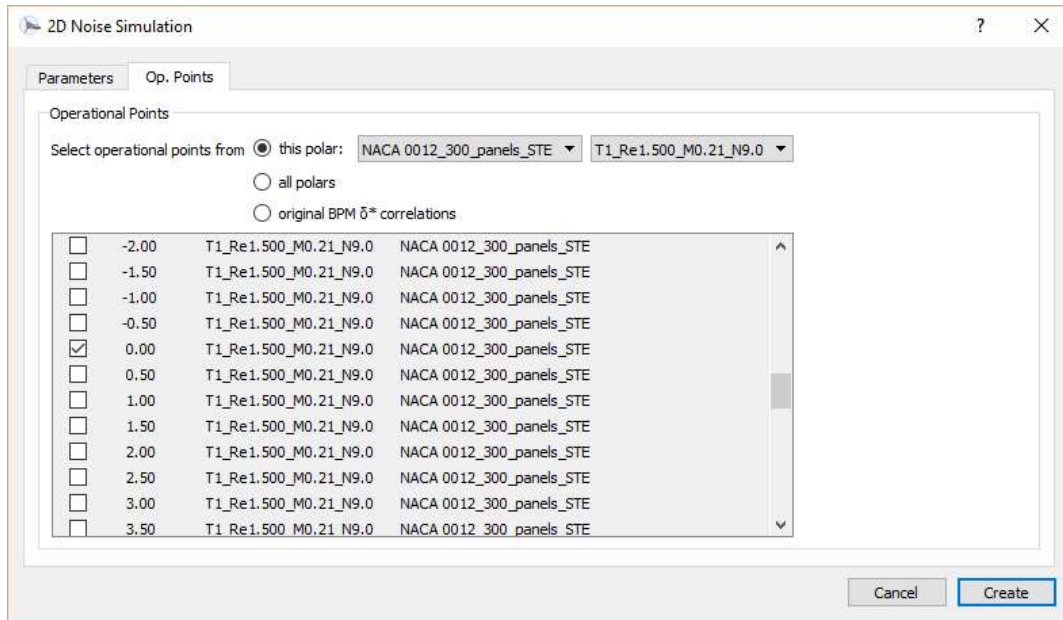 2D Noise Simulation ?
Parameters Op. Points
Operational Points
Select operational points from this polar: NACA 0012_300_panels_STE T1_Re1.500_M0.21_N9.0
all polars
original BPM δ* correlations
-2.00 T1_Re1.500_M0.21_N9.0 NACA 0012_300_panels_STE
-1.50 T1_Re1.500_M0.21_N9.0 NACA 0012_300_panels_STE
-1.00 T1_Re1.500_M0.21_N9.0 NACA 0012_300_panels_STE
-0.50 T1_Re1.500_M0.21_N9.0 NACA 0012_300_panels_STE
0.00 T1_Re1.500_M0.21_N9.0 NACA 0012_300_panels_STE
0.50 T1_Re1.500_M0.21_N9.0 NACA 0012_300_panels_STE
1.00 T1_Re1.500_M0.21_N9.0 NACA 0012_300_panels_STE
1.50 T1_Re1.500_M0.21_N9.0 NACA 0012_300_panels_STE
2.00 T1_Re1.500_M0.21_N9.0 NACA 0012_300_panels_STE
2.50 T1_Re1.500_M0.21_N9.0 NACA 0012_300_panels_STE
3.00 T1_Re1.500_M0.21_N9.0 NACA 0012_300_panels_STE
3.50 T1_Re1.500_M0.21_N9.0 NACA 0012_300_panels_STE
Cancel Create